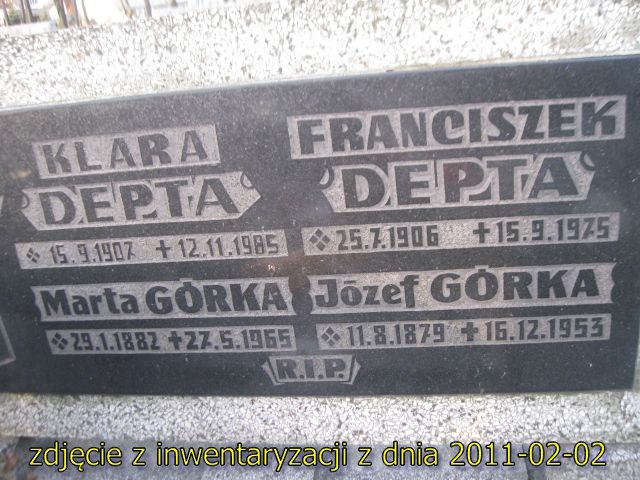 KLARA
DEPTA
❖ 15.9.1907 + 12.11.1985
FRANCISZEK
DEPTA
❖ 25.7.1906 + 15.9.1975
Marta GÓRKA
❖ 29.1.1882 + 27.5.1965
Józef GÓRKA
❖ 11.8.1879 + 16.12.1953
R.I.P.
zdjęcie z inwentaryzacji z dnia 2011-02-02